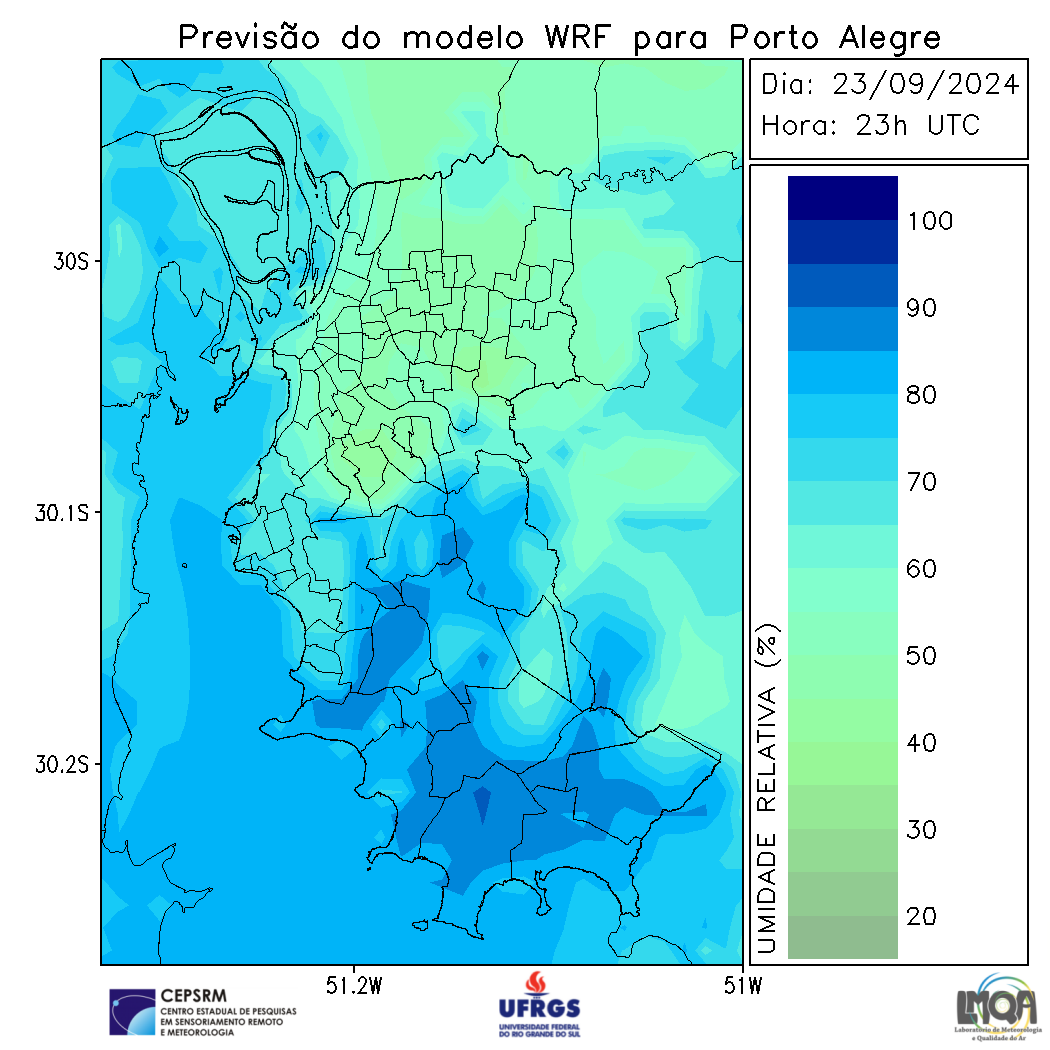 Previsão do modelo WRF para Porto Alegre
Dia: 23/09/2024
Hora: 23h UTC
100
90
80
70
60
50
40
30
20
UMIDADE RELATIVA (%)
30S
30.1S
30.2S
51.2W
51W
CEPSRM
CENTRO ESTADUAL DE PESQUISAS
EM SENSORIAMENTO REMOTO
E METEOROLOGIA
UFRGS
UNIVERSIDADE FEDERAL
DO RIO GRANDE DO SUL
LMQA
Laboratório de Meteorologia
e Qualidade do Ar